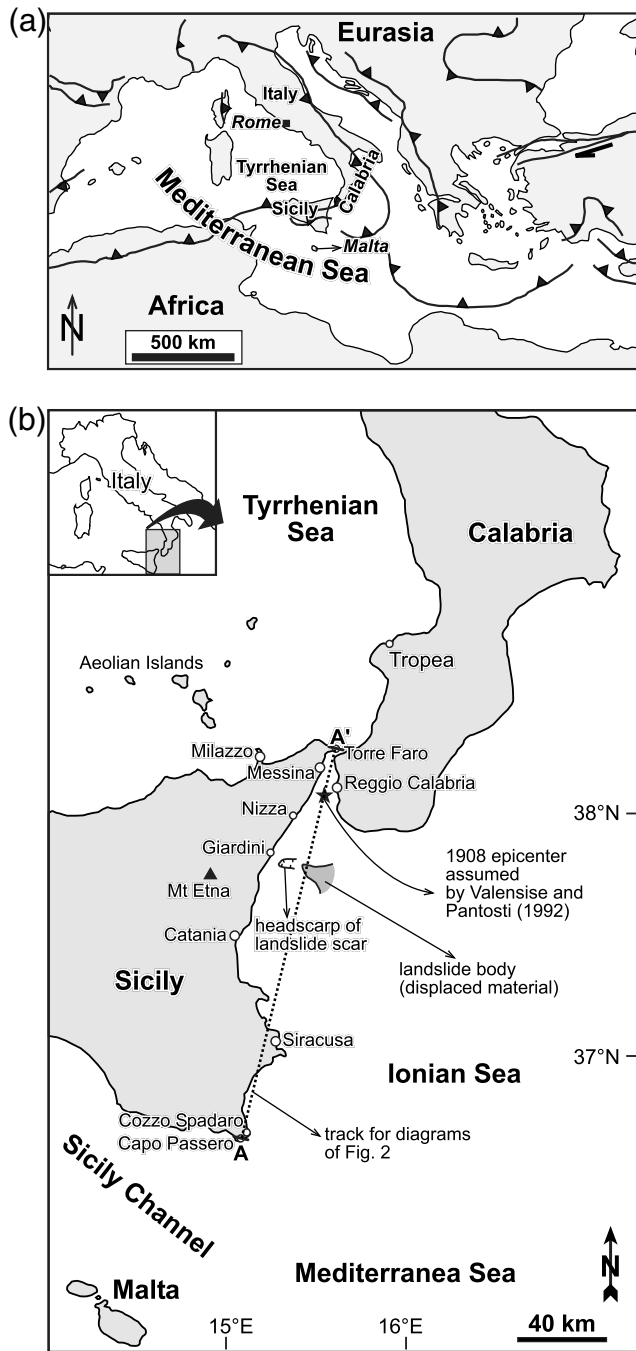 (a)
Eurasia
Italy
Rome
Tyrrhenian
Sea
Calabria
Sicily
Mediterranean Sea
Malta
Africa
N
500 km
(b)
Italy
Tyrrhenian
Sea
Calabria
Tropea
Aeolian Islands
A'
Milazzo
Torre Faro
Messina
Reggio Calabria
Nizza
38°N
Giardini
1908 epicenter
assumed
by Valensise and
Pantosti (1992)
Mt Etna
headscarp of
landslide scar
Catania
landslide body
(displaced material)
Sicily
Siracusa
37°N
Ionian Sea
Cozzo Spadaro
Capo Passero
A
track for diagrams
of Fig. 2
Sicily Channel
Mediterranea Sea
N
Malta
15°E
16°E
40 km